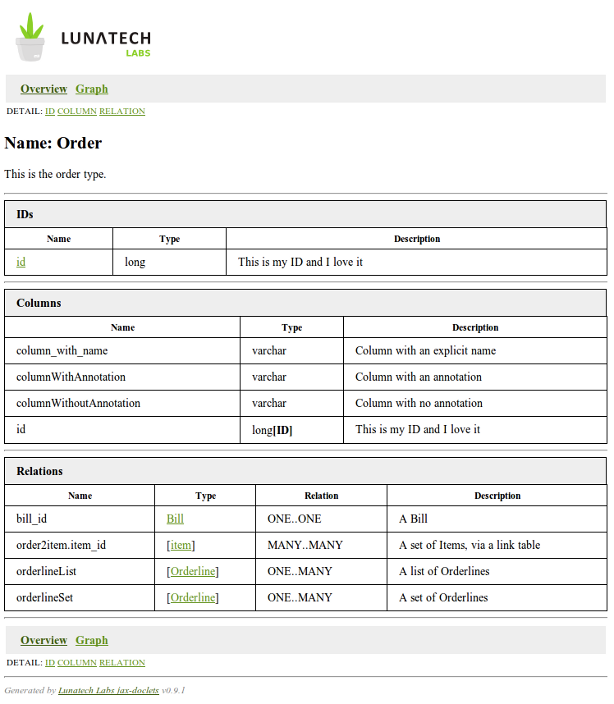 LUNATECH
LABS
Overview Graph
DETAIL: ID COLUMN RELATION
Name: Order
This is the order type.
IDs
Name Type Description
id long This is my ID and I love it
Columns
Name Type Description
column_with_name varchar Column with an explicit name
columnWithAnnotation varchar Column with an annotation
columnWithoutAnnotation varchar Column with no annotation
id long[ID] This is my ID and I love it
Relations
Name Type Relation Description
bill_id Bill ONE..ONE A Bill
order2item.item_id [item] MANY..MANY A set of Items, via a link table
orderlineList [Orderline] ONE..MANY A list of Orderlines
orderlineSet [Orderline] ONE..MANY A set of Orderlines
Overview Graph
DETAIL: ID COLUMN RELATION
Generated by Lunatech Labs jax-doclets v0.9.1